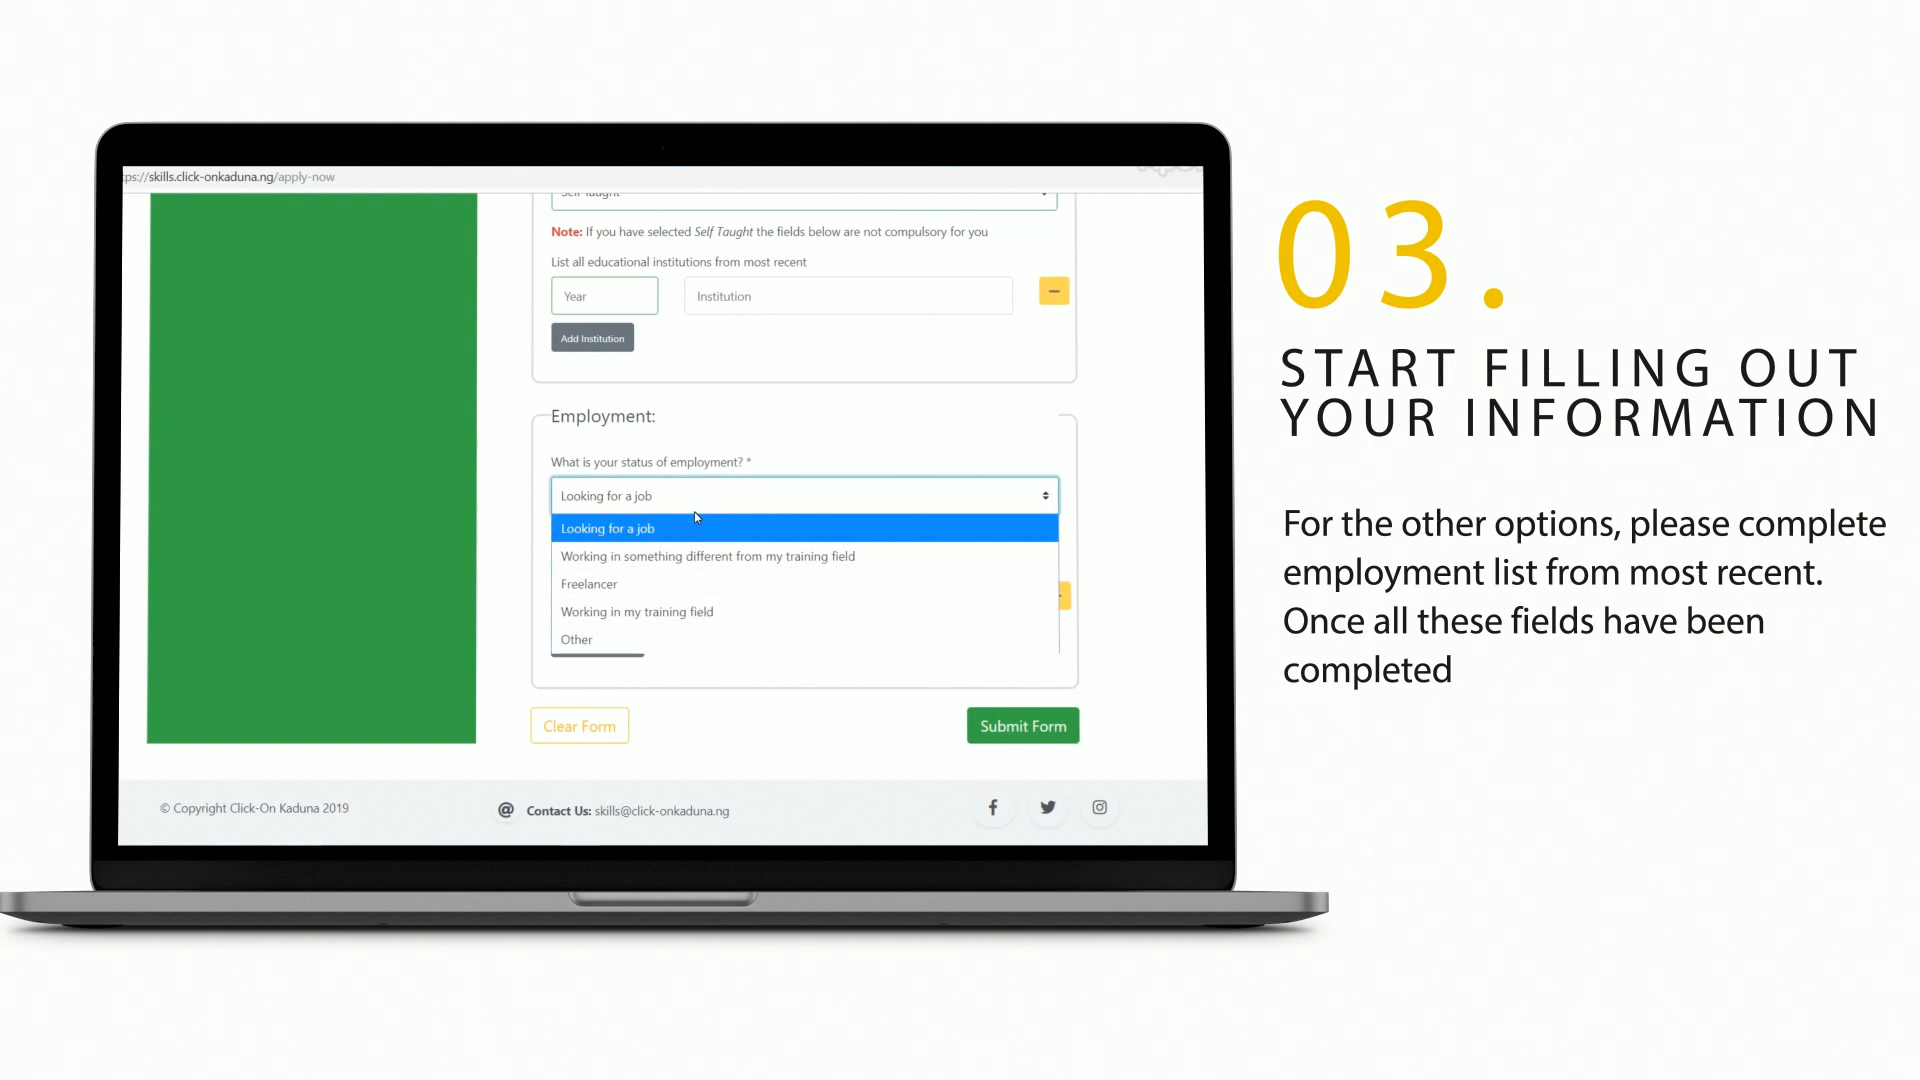 tps://skills.click-onkaduna.ng/apply-now
Self Taught
Note: If you have selected Self Taught the fields below are not compulsory for you
List all educational institutions from most recent
Year
Institution
Add Institution
Employment:
What is your status of employment? *
Looking for a job
Looking for a job
Working in something different from my training field
Freelancer
Working in my training field
Other
Clear Form
Submit Form
© Copyright Click-On Kaduna 2019
@ Contact Us: skills@click-onkaduna.ng
03.
START FILLING OUT
YOUR INFORMATION
For the other options, please complete
employment list from most recent.
Once all these fields have been
completed